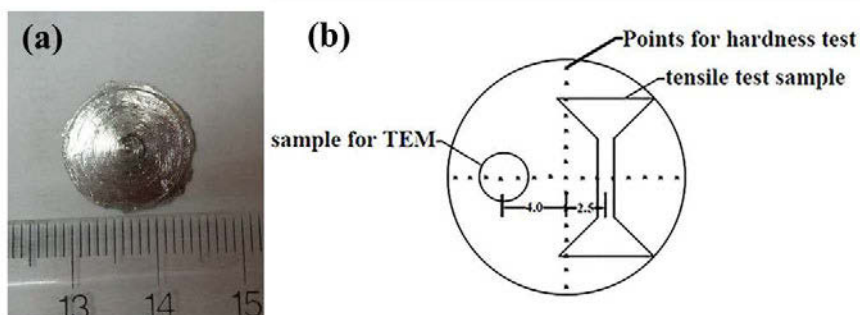 (a)
13 14 15
(b)
Points for hardness test
tensile test sample
sample for TEM
4.0 2.5